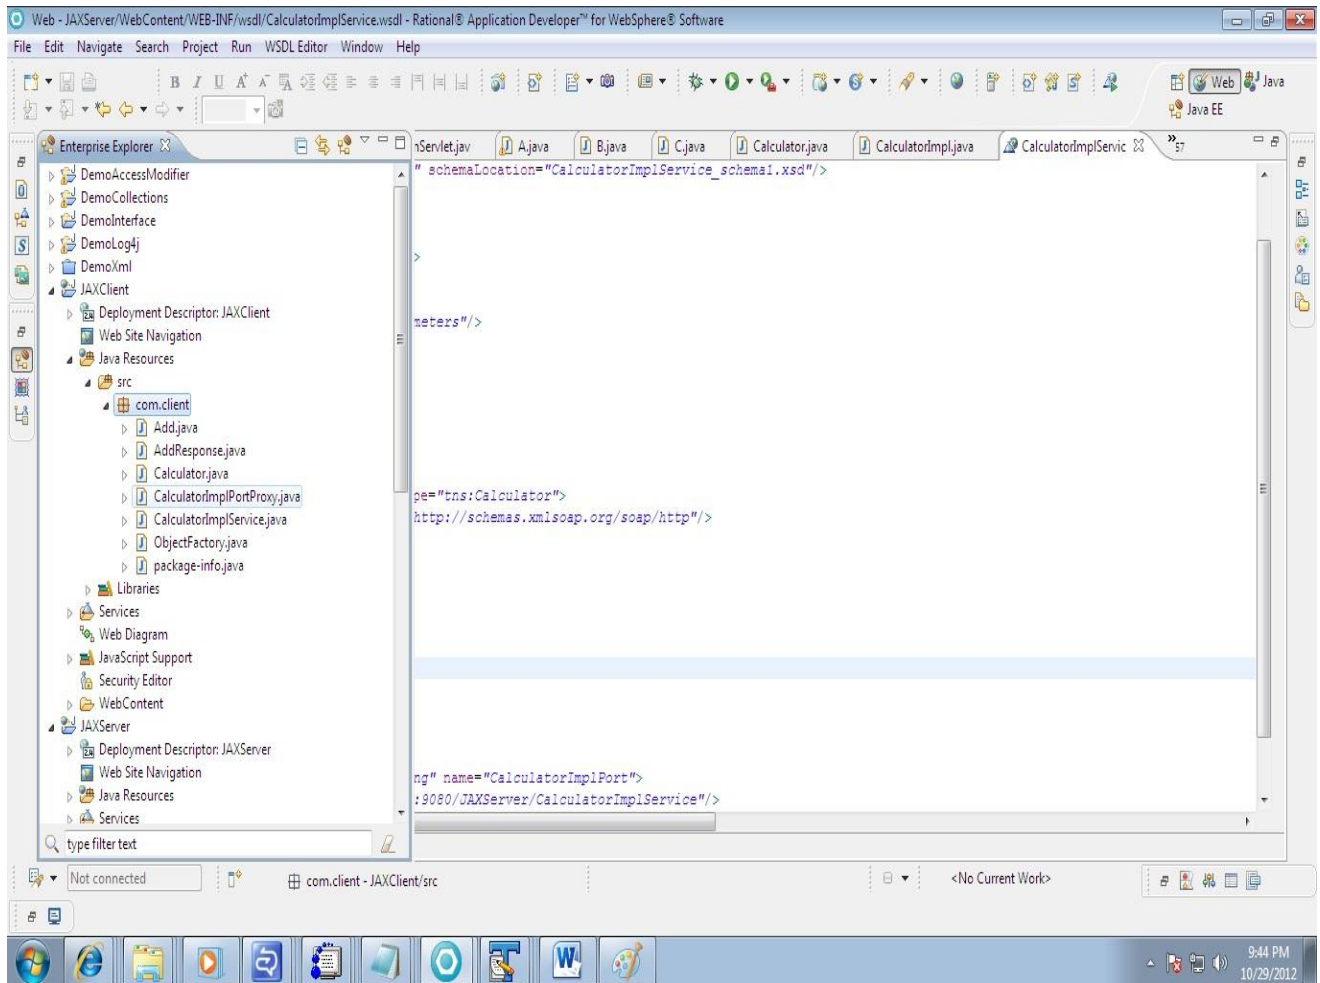 Web - JAXServer/WebContent/WEB-INF/wsdl/CalculatorImplService.wsdl - Rational® Application Developer™ for WebSphere® Software
File Edit Navigate Search Project Run WSDL Editor Window Help
B I U
Web Java
Java EE
Enterprise Explorer
nServlet.jav A.java B.java C.java Calculator.java CalculatorImpl.java CalculatorImplServic »57
DemoAccessModifier
DemoCollections
DemoInterface
DemoLog4j
DemoXml
JAXClient
Deployment Descriptor: JAXClient
Web Site Navigation
Java Resources
src
com.client
Add.java
AddResponse.java
Calculator.java
CalculatorImplPortProxy.java
CalculatorImplService.java
ObjectFactory.java
package-info.java
Libraries
Services
Web Diagram
JavaScript Support
Security Editor
WebContent
JAXServer
Deployment Descriptor: JAXServer
Web Site Navigation
Java Resources
Services
type filter text
" schemaLocation="CalculatorImplService_schema1.xsd"/>
>
meters"/>
pe="tns:Calculator">
http://schemas.xmlsoap.org/soap/http"/>
ng" name="CalculatorImplPort">
:9080/JAXServer/CalculatorImplService"/>
Not connected
com.client - JAXClient/src
<No Current Work>
9:44 PM
10/29/2012